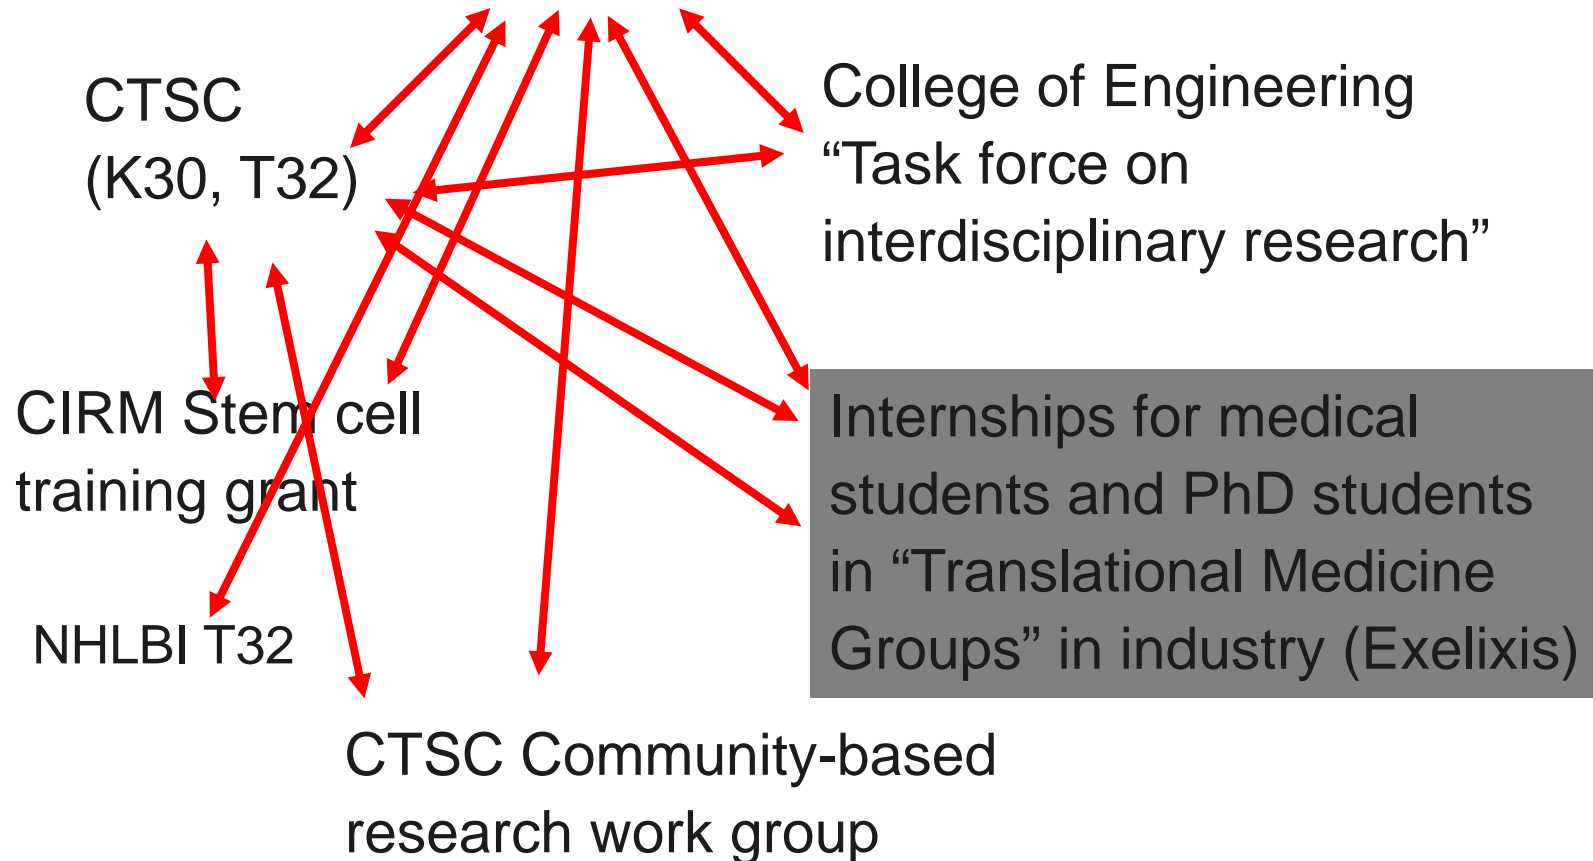 CTSC
(K30, T32)
College of Engineering
“Task force on
interdisciplinary research”
CIRM Stem cell
training grant
Internships for medical
students and PhD students
in “Translational Medicine
Groups” in industry (Exelixis)
NHLBI T32
CTSC Community-based
research work group